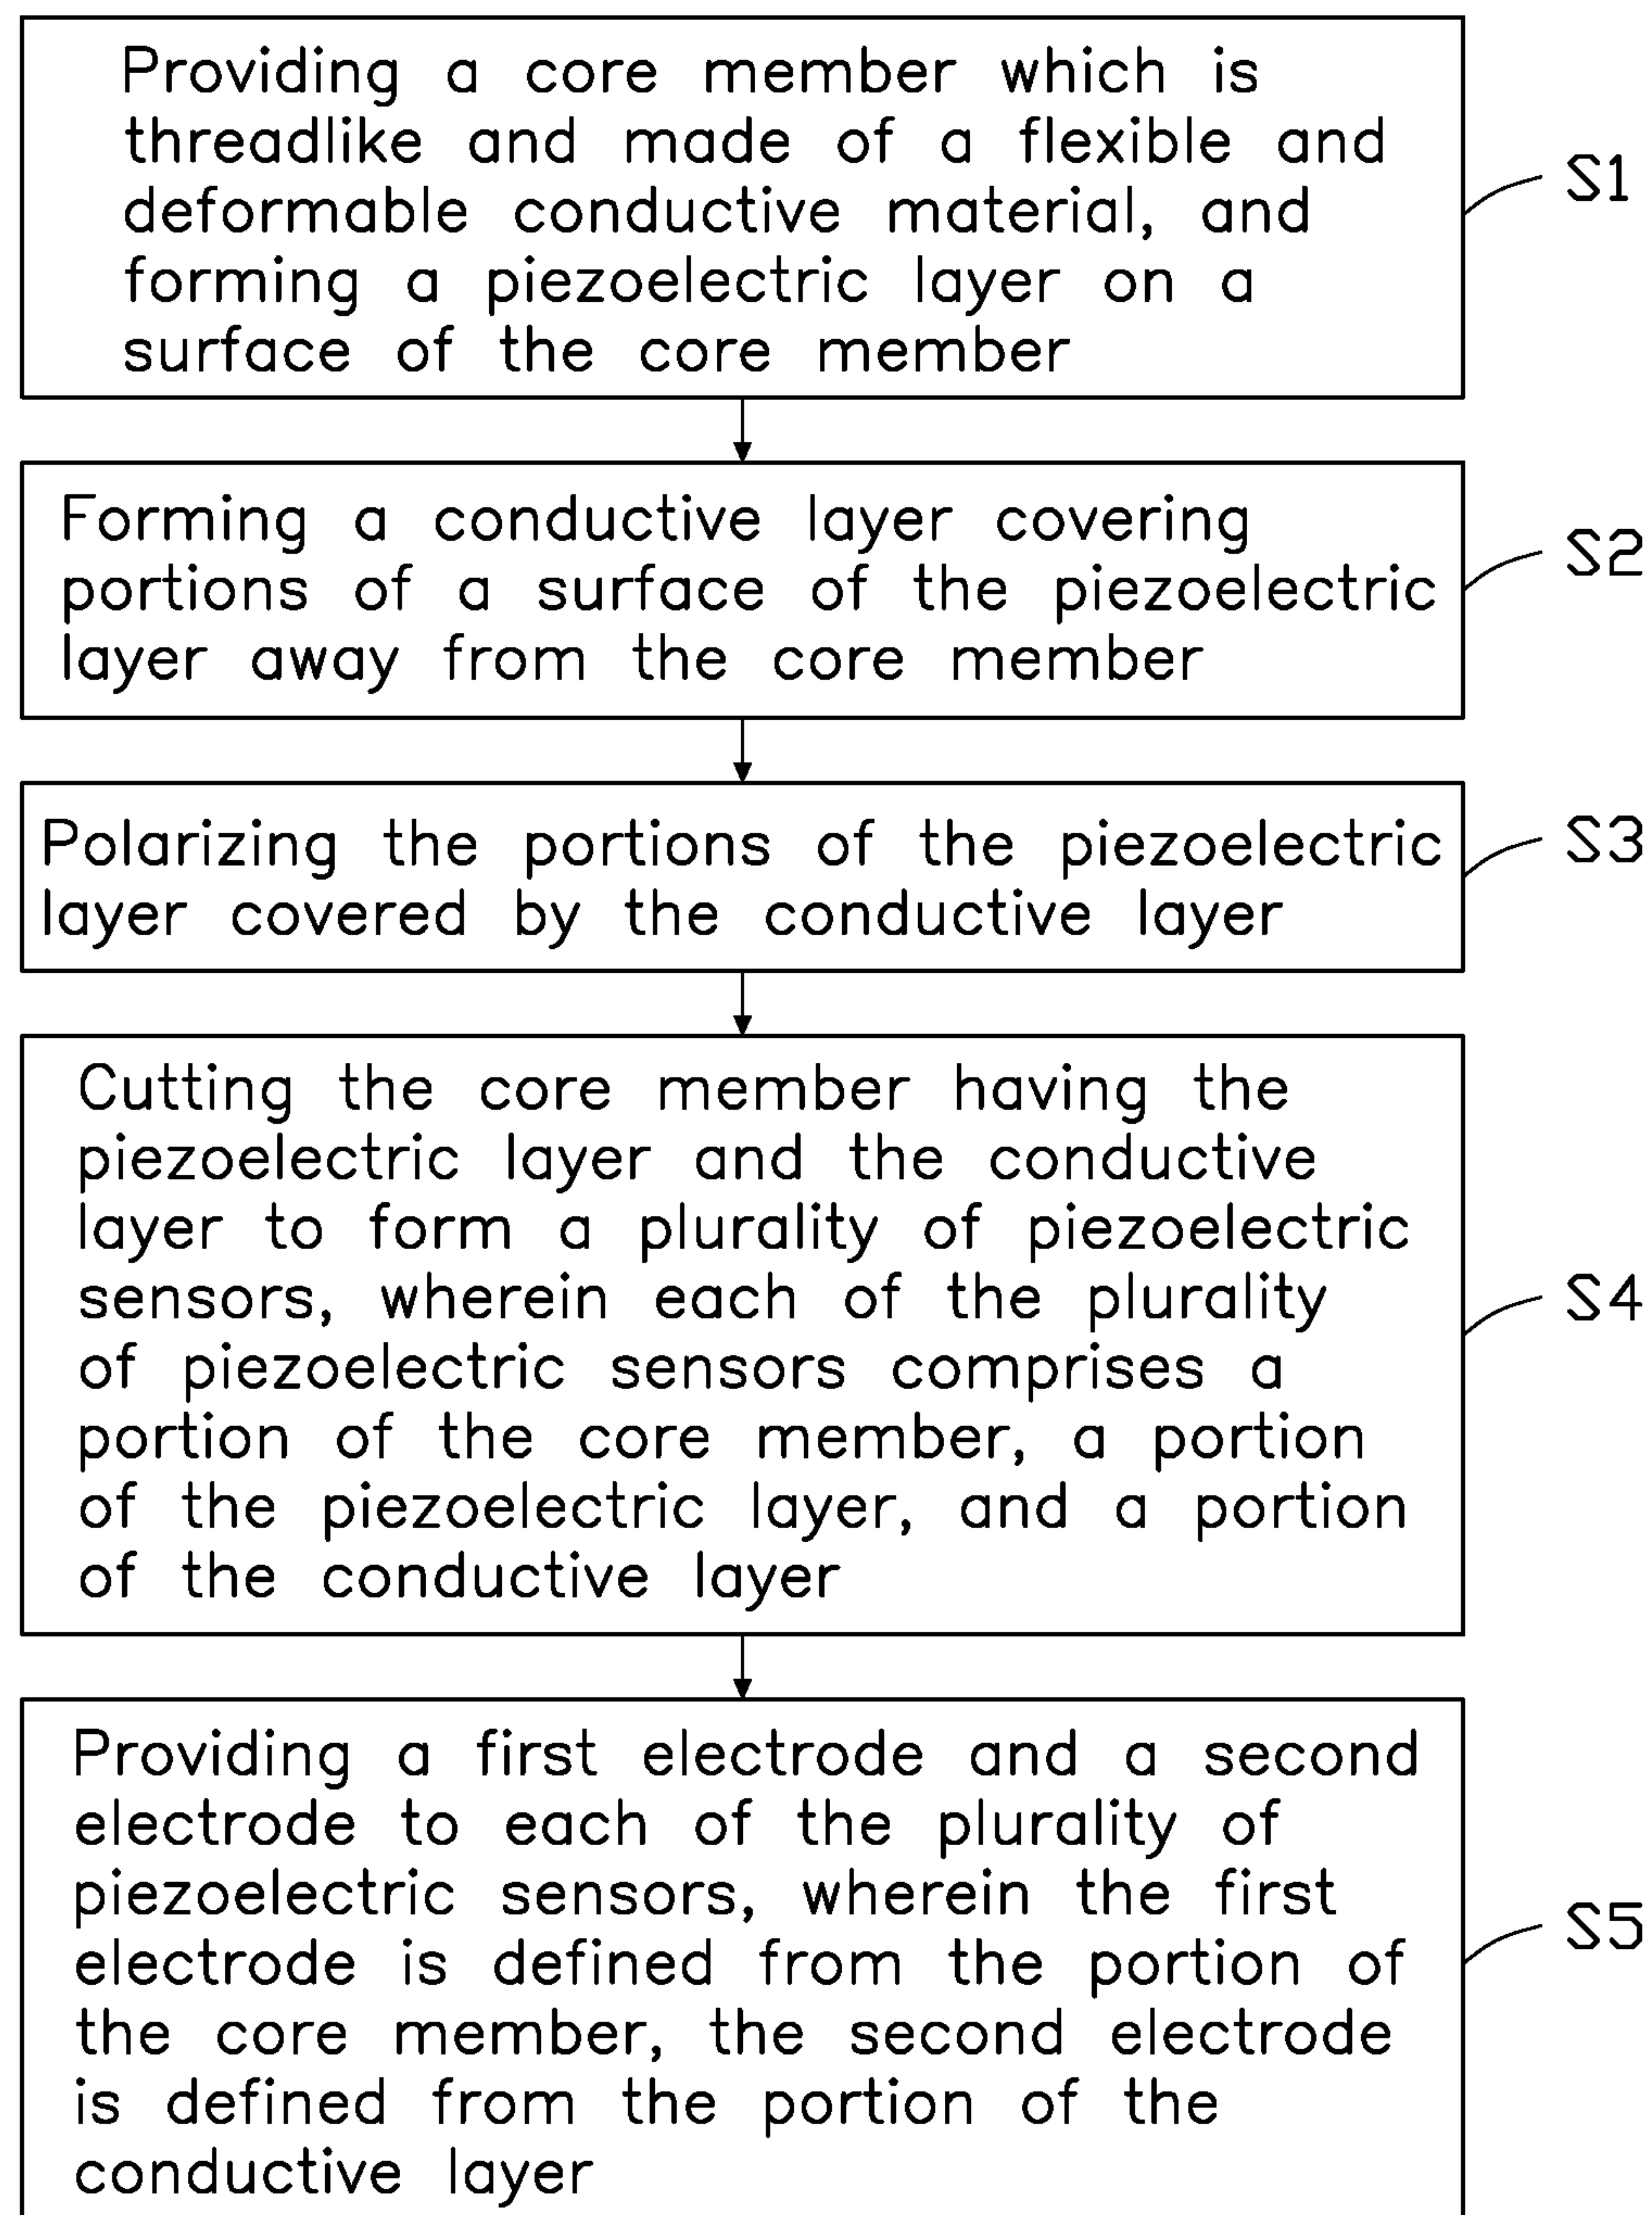 Providing a core member which is
threadlike and made of a flexible and
deformable conductive material, and
forming a piezoelectric layer on a
surface of the core member
S1
Forming a conductive layer covering
portions of a surface of the piezoelectric
layer away from the core member
S2
Polarizing the portions of the piezoelectric
layer covered by the conductive layer
S3
Cutting the core member having the
piezoelectric layer and the conductive
layer to form a plurality of piezoelectric
sensors, wherein each of the plurality
of piezoelectric sensors comprises a
portion of the core member, a portion
of the piezoelectric layer, and a portion
of the conductive layer
S4
Providing a first electrode and a second
electrode to each of the plurality of
piezoelectric sensors, wherein the first
electrode is defined from the portion of
the core member, the second electrode
is defined from the portion of the
conductive layer
S5